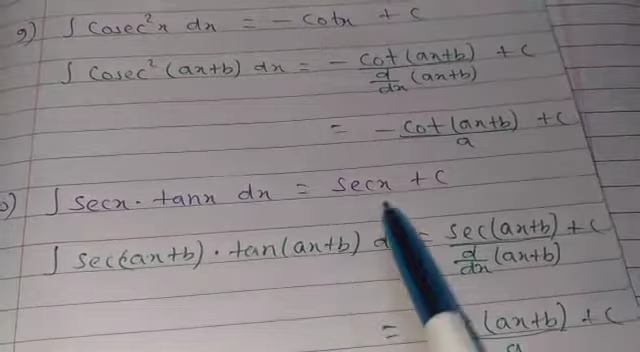 9) ∫ cosec²x dx = - cotx + c
∫ cosec² (ax+b) dx = - cot(ax+b) / d/dx (ax+b) + c
= - cot(ax+b) / a + c
∫ secx · tanx dx = secx + c
∫ sec(ax+b) · tan(ax+b) d = sec(ax+b) / d/dx (ax+b) + c
= (ax+b) / a + c